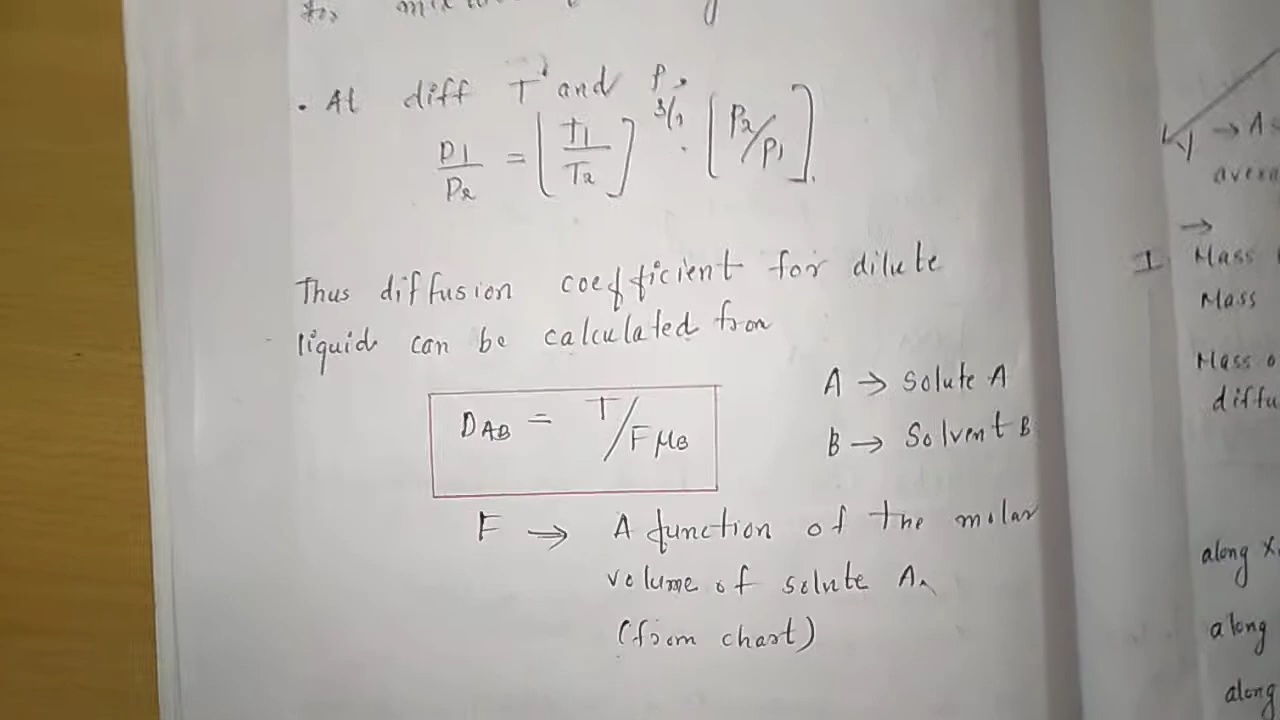 • At diff T and P.
D1/D2 = [T1/T2]^3/2 . [P2/P1].
Thus diffusion coefficient for dilute
liquid can be calculated from
DAB = T/FμB
A → solute A
B → Solvent B
F → A function of the molar
volume of solute A.
(from chart)
→ A
→
I Mass
Mass
Mass
along
along
along